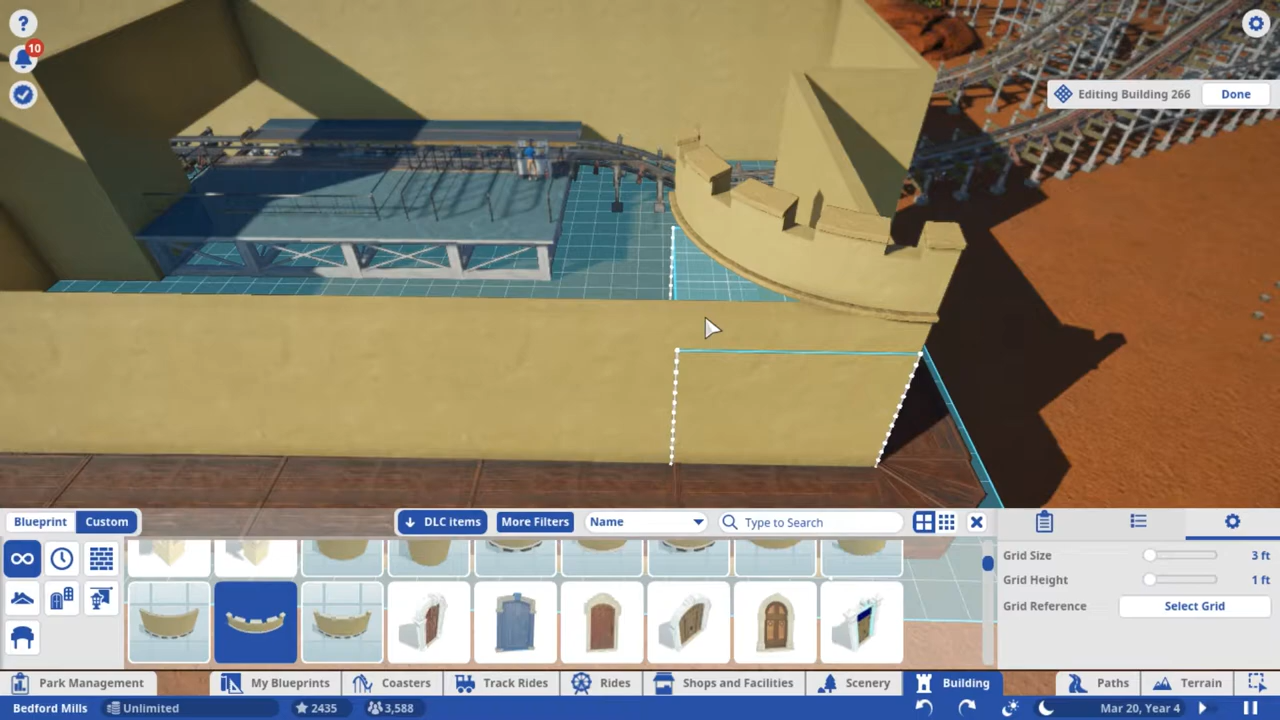 ?
10
Editing Building 266 Done
Blueprint Custom DLC items More Filters Name Type to Search
Grid Size 3 ft
Grid Height 1 ft
Grid Reference Select Grid
Park Management My Blueprints Coasters Track Rides Rides Shops and Facilities Scenery Building Paths Terrain
Bedford Mills Unlimited 2435 3,588 Mar 20, Year 4